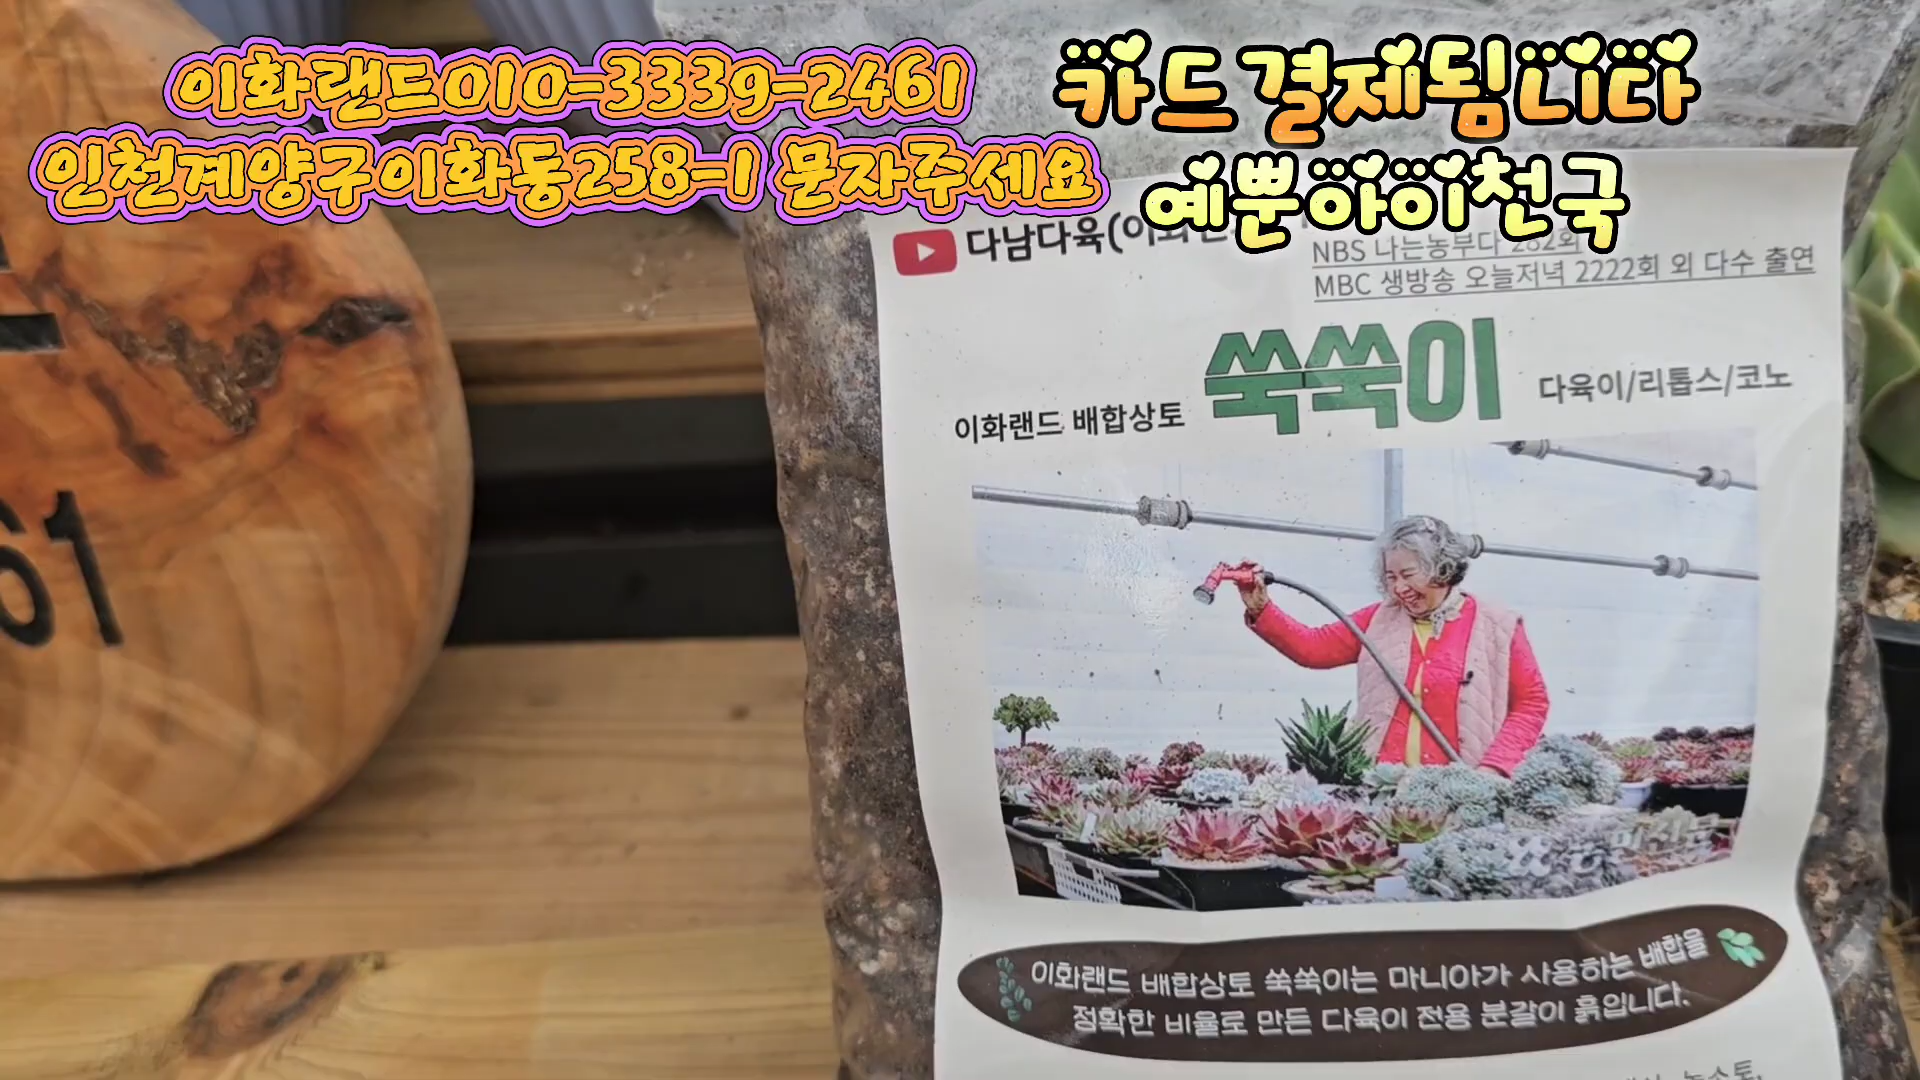 이화랜드010-3339-2461
인천계양구이화동258-1 문자주세요
카드결제됩니다
예쁜아이천국
다남다육(이화
NBS 나는농부다 282회
MBC 생방송 오늘저녁 2222회 외 다수 출연
이화랜드 배합상토 쑥쑥이 다육이/리톱스/코노
61
이화랜드 배합상토 쑥쑥이는 마니아가 사용하는 배합을
정확한 비율로 만든 다육이 전용 분갈이 흙입니다.